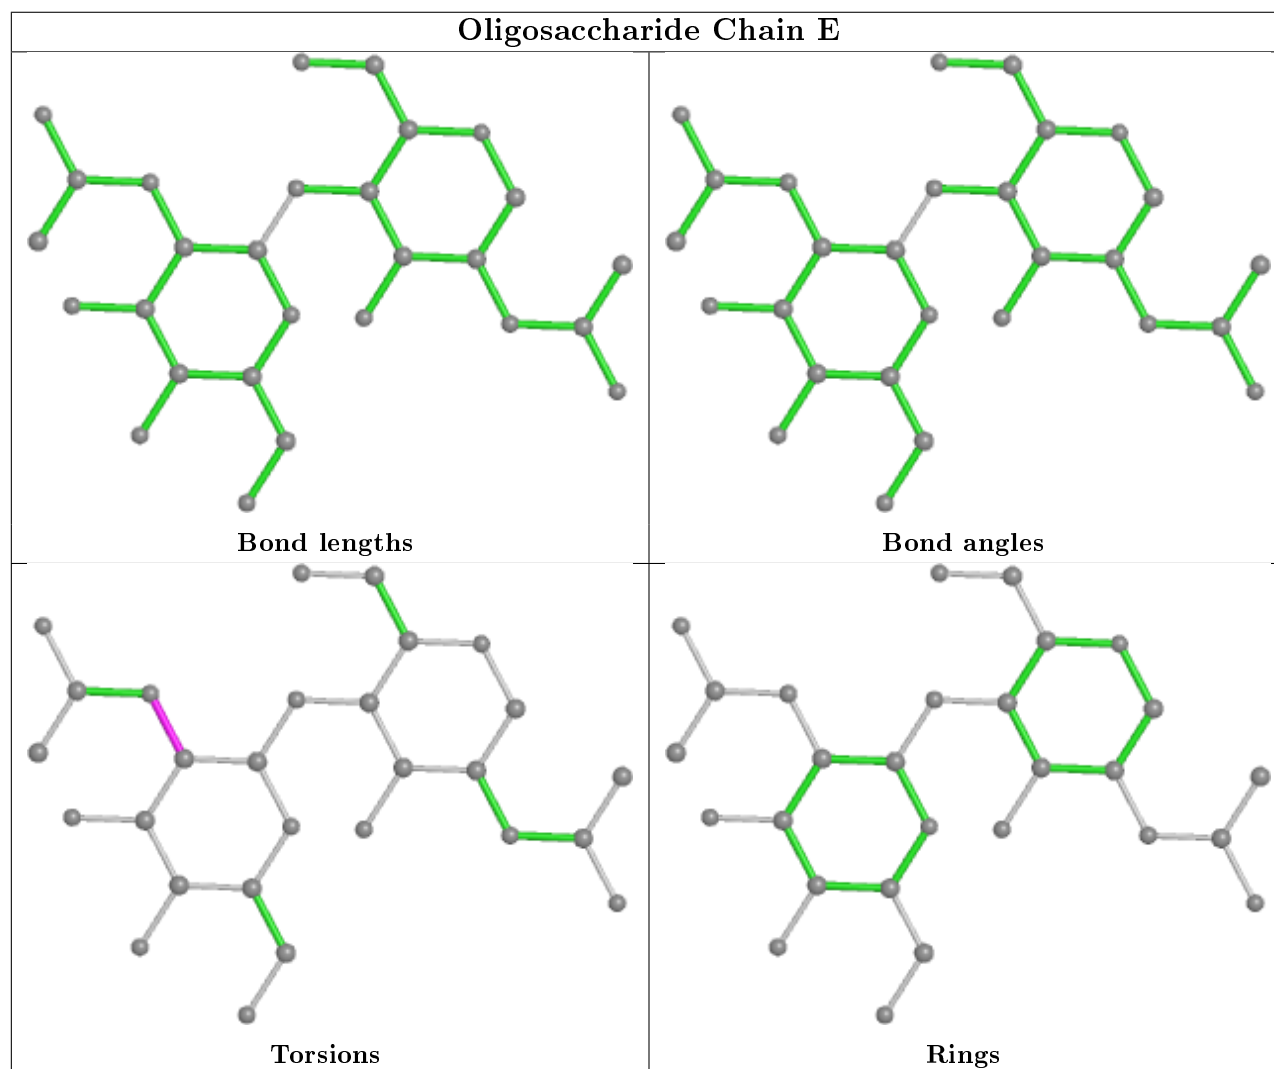 Oligosaccharide Chain E
Bond lengths
Bond angles
Torsions
Rings